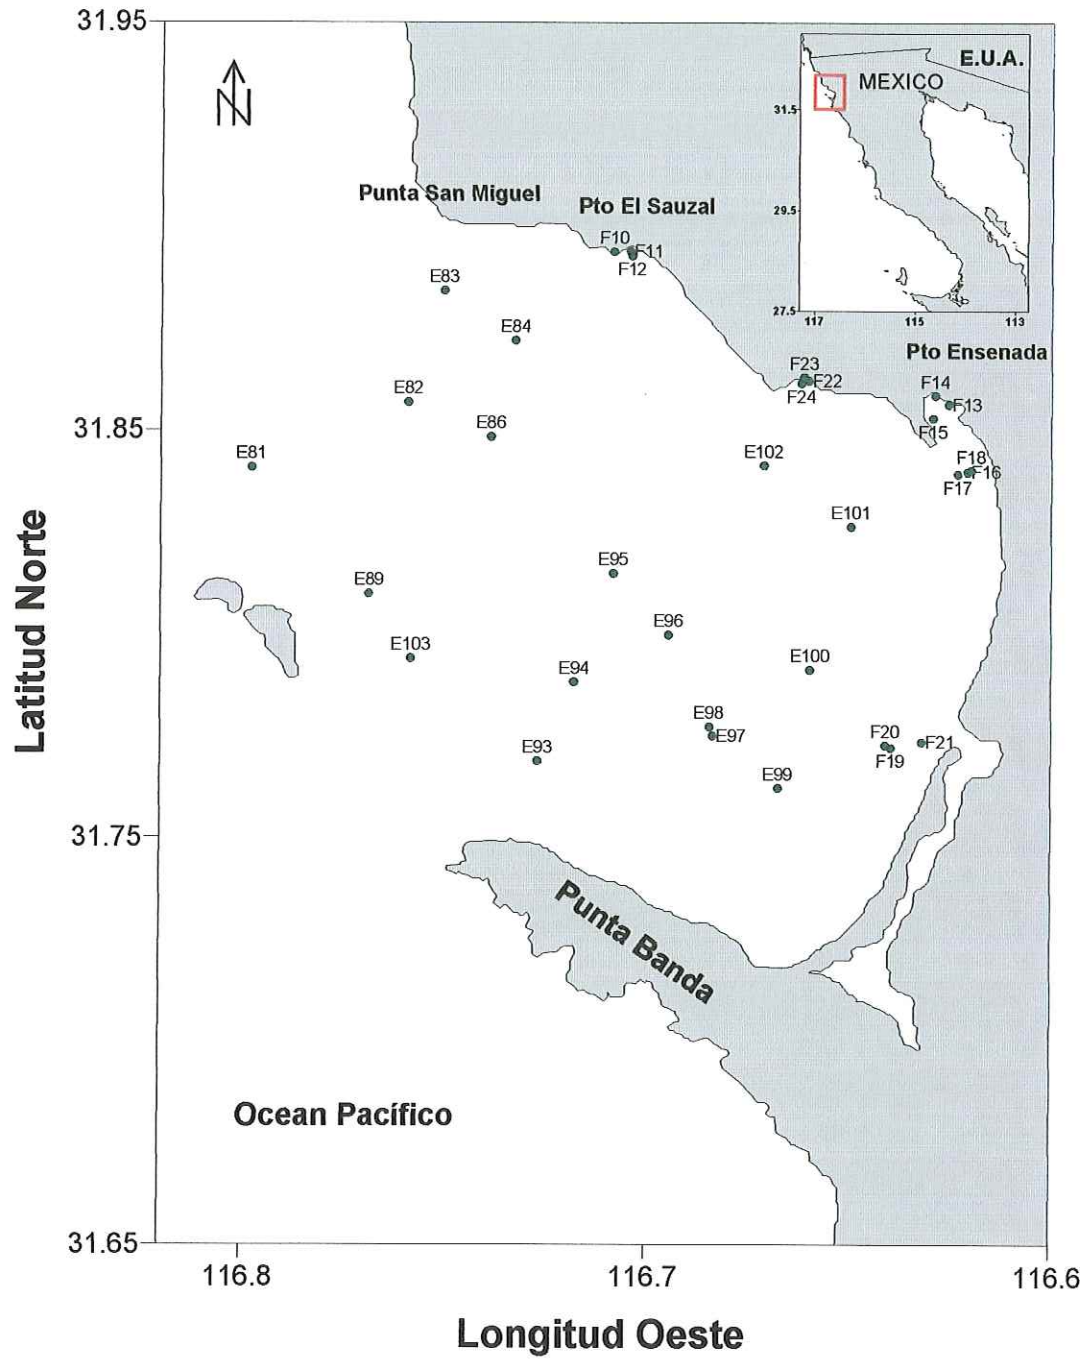 31.95
E.U.A.
MEXICO
31.5
29.5
27.5
117
115
113
N
Punta San Miguel
Pto El Sauzal
F10
F11
F12
E83
E84
Pto Ensenada
F23
F22
F24
F14
F13
F15
E82
E86
31.85
E81
E102
F18
F16
F17
E101
E95
E89
E96
E103
E100
E94
E98
E97
F20
F21
F19
E93
E99
31.75
Punta Banda
Ocean Pacífico
31.65
116.8
116.7
116.6
Latitud Norte
Longitud Oeste